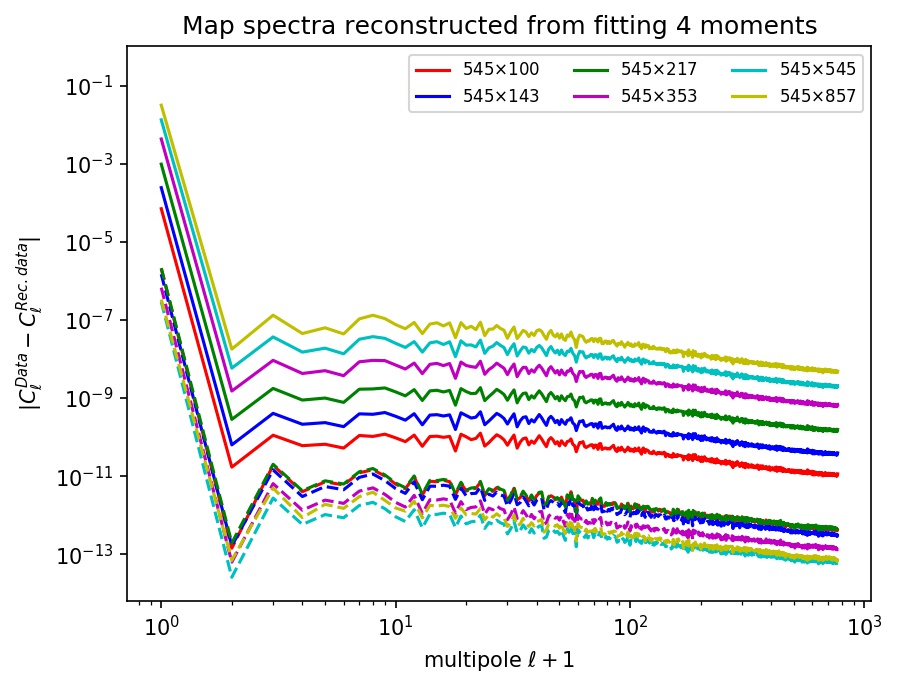 Map spectra reconstructed from fitting 4 moments
545×100 545×217 545×545
545×143 545×353 545×857
10⁻¹
10⁻³
10⁻⁵
10⁻⁷
10⁻⁹
10⁻¹¹
10⁻¹³
|C_ℓ^{Data} − C_ℓ^{Rec. data}|
10⁰ 10¹ 10² 10³
multipole ℓ + 1